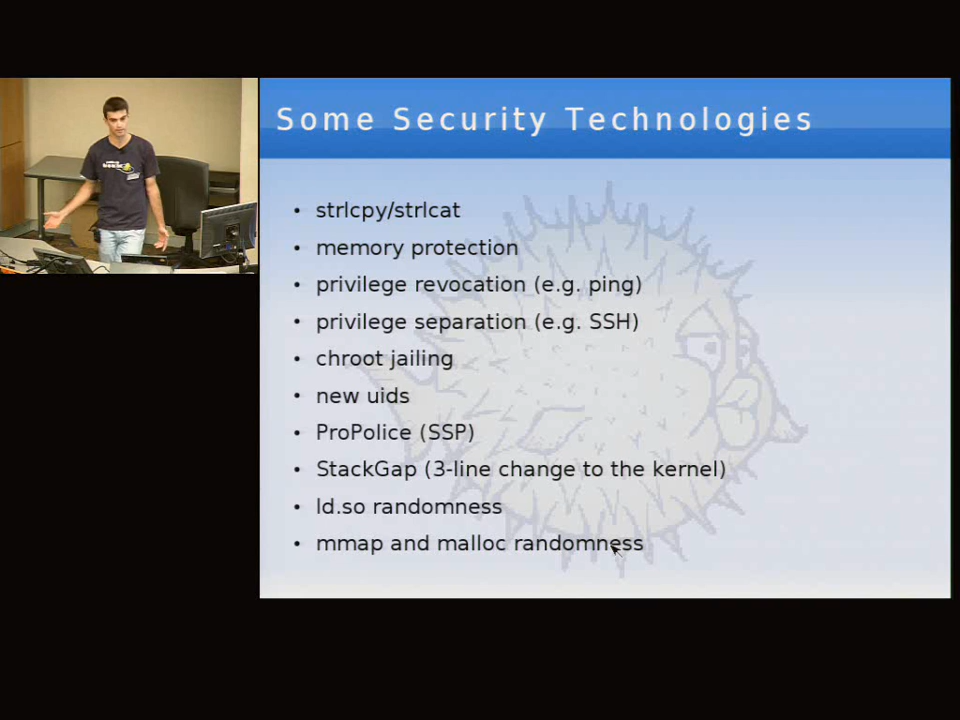 Some Security Technologies
• strlcpy/strlcat
• memory protection
• privilege revocation (e.g. ping)
• privilege separation (e.g. SSH)
• chroot jailing
• new uids
• ProPolice (SSP)
• StackGap (3-line change to the kernel)
• ld.so randomness
• mmap and malloc randomness